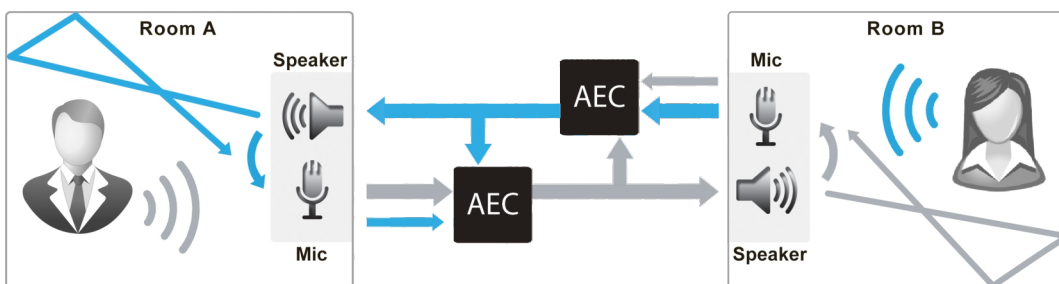 Room A
Speaker
Mic
AEC
AEC
Room B
Mic
Speaker